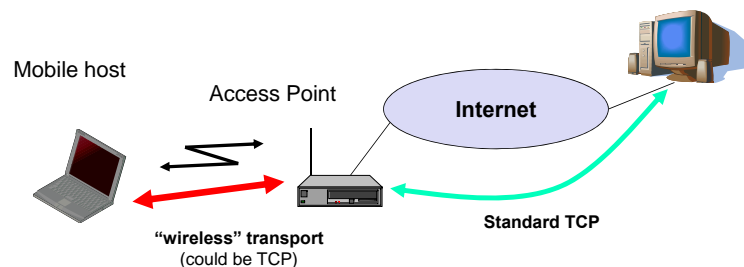 Mobile host
Access Point
Internet
Standard TCP
“wireless” transport
(could be TCP)